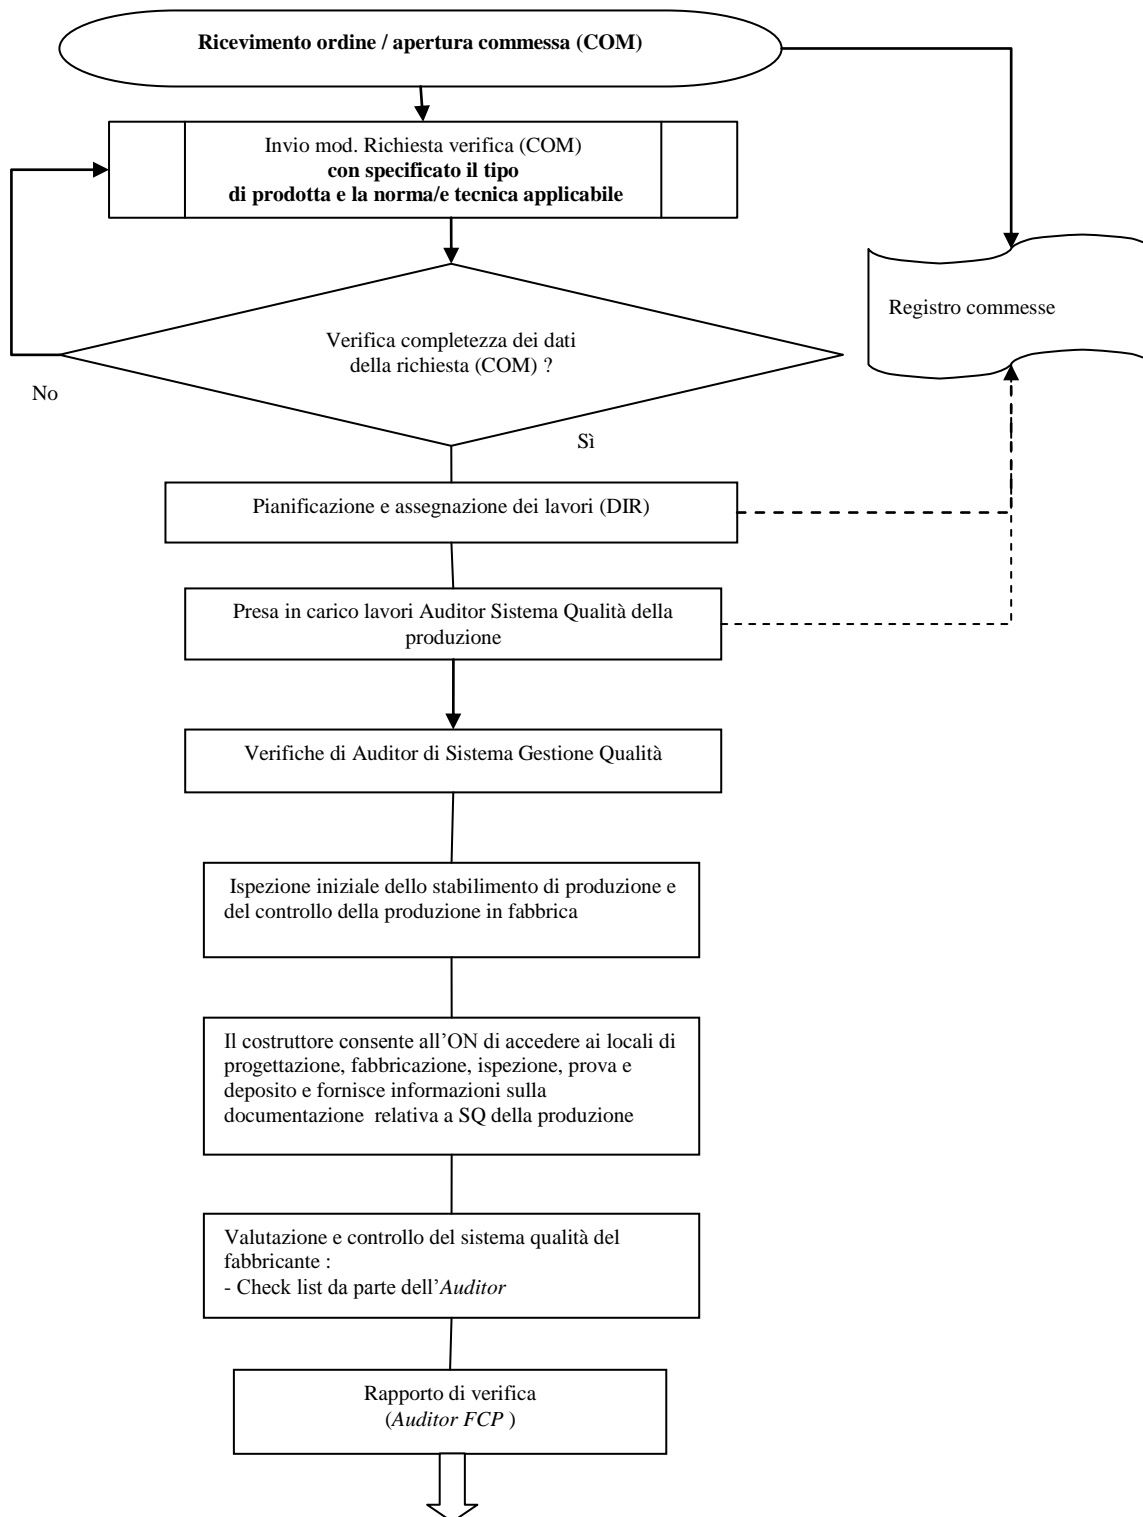 Ricevimento ordine / apertura commessa (COM)
Invio mod. Richiesta verifica (COM)
con specificato il tipo
di prodotta e la norma/e tecnica applicabile
Registro commesse
Verifica completezza dei dati
della richiesta (COM) ?
No
Sì
Pianificazione e assegnazione dei lavori (DIR)
Presa in carico lavori Auditor Sistema Qualità della
produzione
Verifiche di Auditor di Sistema Gestione Qualità
Ispezione iniziale dello stabilimento di produzione e
del controllo della produzione in fabbrica
Il costruttore consente all’ON di accedere ai locali di
progettazione, fabbricazione, ispezione, prova e
deposito e fornisce informazioni sulla
documentazione relativa a SQ della produzione
Valutazione e controllo del sistema qualità del
fabbricante :
- Check list da parte dell’Auditor
Rapporto di verifica
(Auditor FCP )